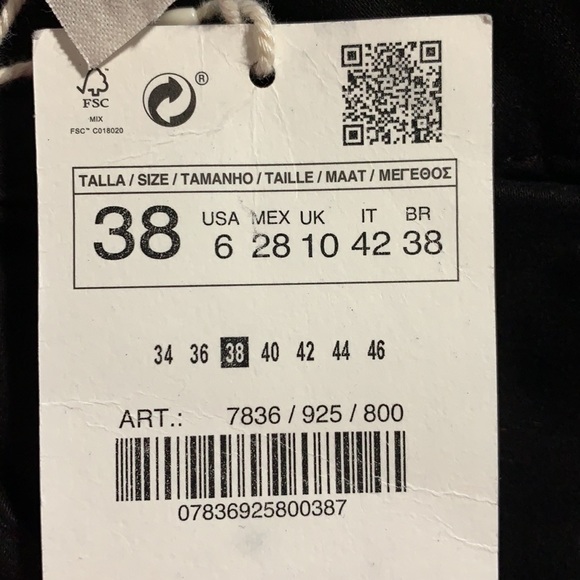 FSC
MIX
FSC™ C018020
®
TALLA / SIZE / TAMANHO / TAILLE / MAAT / ΜΕΓΕΘΟΣ
38
USA MEX UK IT BR
6 28 10 42 38
34 36 38 40 42 44 46
ART.: 7836 / 925 / 800
07836925800387